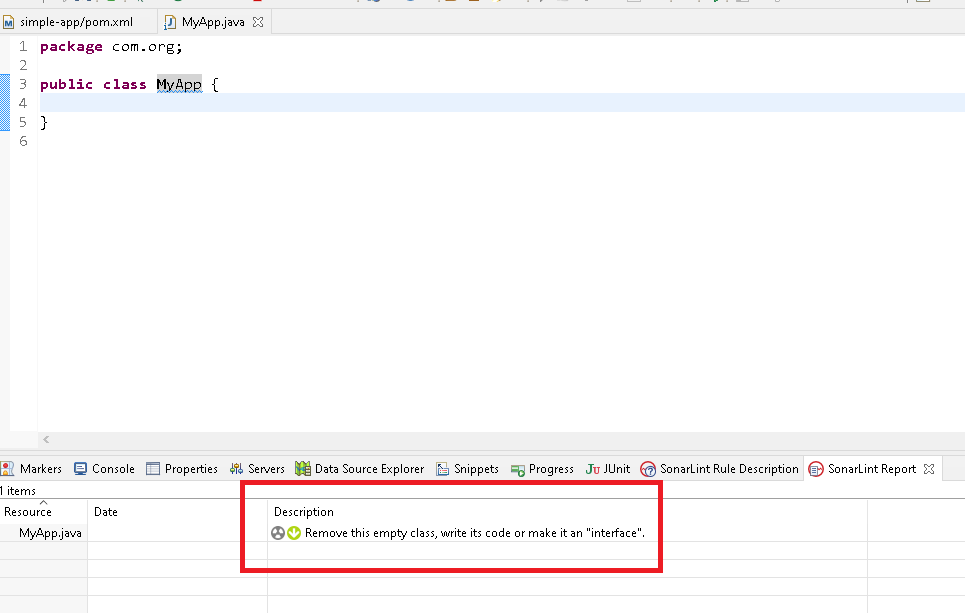 simple-app/pom.xml MyApp.java
1 package com.org;
2
3 public class MyApp {
4
5 }
6
Markers Console Properties Servers Data Source Explorer Snippets Progress Ju JUnit SonarLint Rule Description SonarLint Report
1 items
Resource Date Description
MyApp.java Remove this empty class, write its code or make it an "interface".